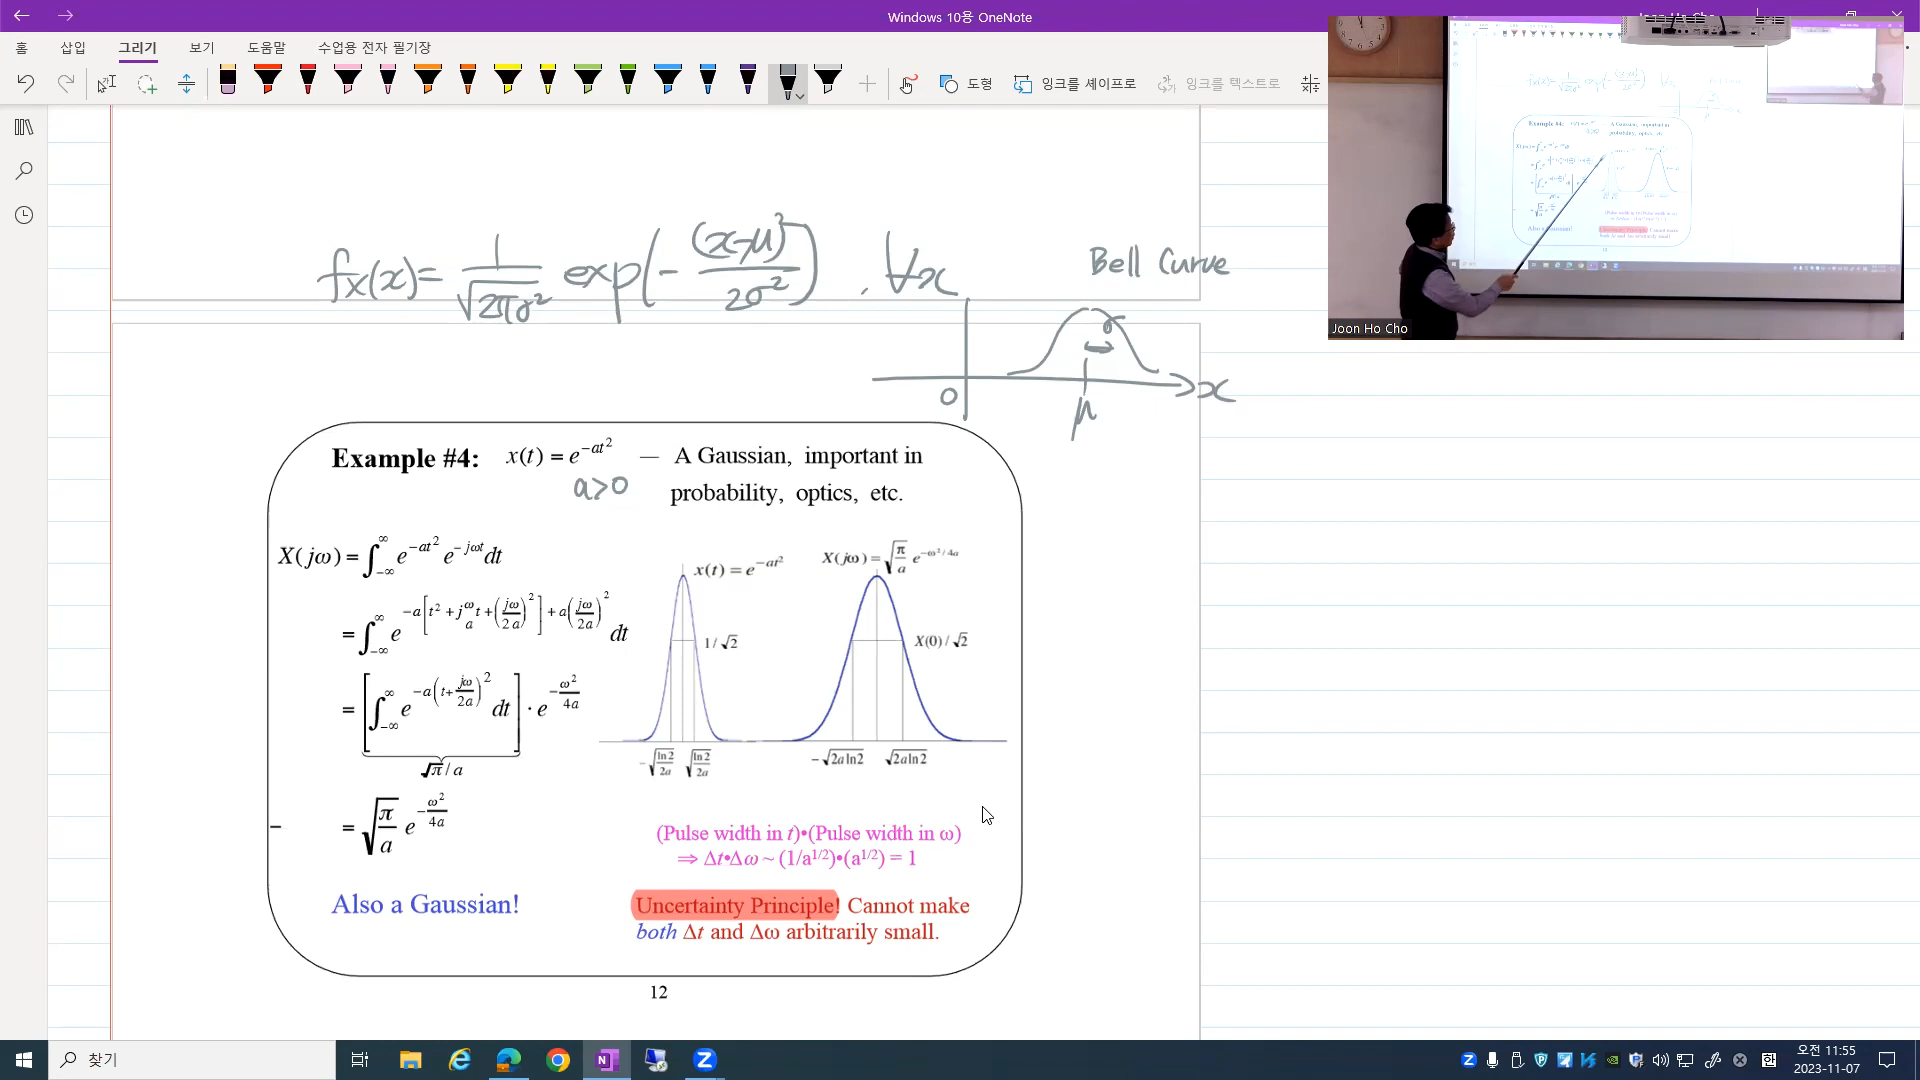 Windows 10용 OneNote
Joon Ho Cho
홈 삽입 그리기 보기 도움말 수업용 전자 필기장
도형 잉크를 셰이프로 잉크를 텍스트로
f_X(x) = 1/√(2πσ²) exp(-(x-μ)²/2σ²), ∀x
Bell Curve
σ
0 μ x
Example #4: x(t) = e^{-at²} — A Gaussian, important in
a>0 probability, optics, etc.
X(jω) = ∫_{-∞}^{∞} e^{-at²} e^{-jωt} dt
= ∫_{-∞}^{∞} e^{-a[t² + j(ω/a)t + (jω/2a)²] + a(jω/2a)²} dt
= [∫_{-∞}^{∞} e^{-a(t+jω/2a)²} dt] · e^{-ω²/4a}
√π/a
= √(π/a) e^{-ω²/4a}
Also a Gaussian!
x(t) = e^{-at²}
1/√2
-√(ln2/2a) √(ln2/2a)
X(jω) = √(π/a) e^{-ω²/4a}
X(0)/√2
-√(2a ln2) √(2a ln2)
(Pulse width in t)•(Pulse width in ω)
⇒ Δt•Δω ~ (1/a^{1/2})•(a^{1/2}) = 1
Uncertainty Principle! Cannot make
both Δt and Δω arbitrarily small.
12
Joon Ho Cho
찾기
오전 11:55
2023-11-07